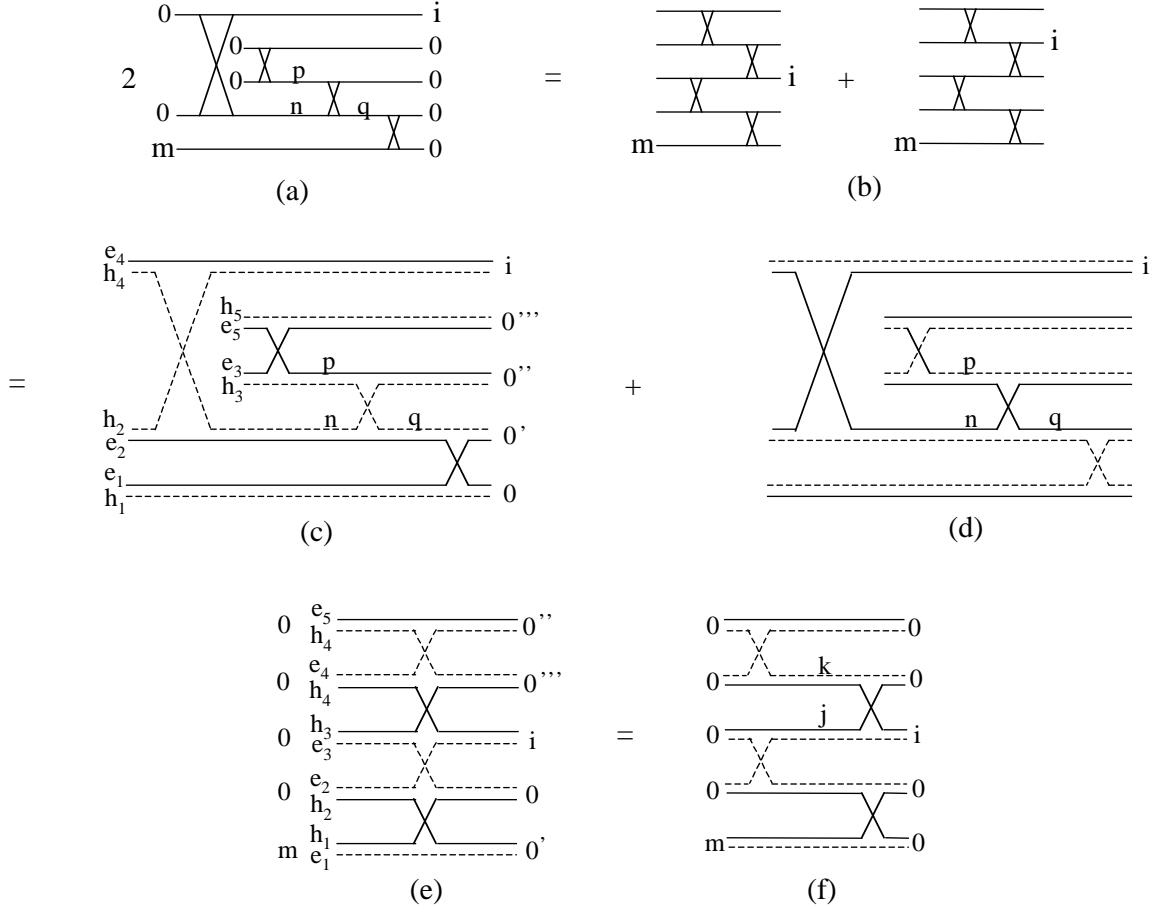 0 i
0 0
2 0 p 0 = i + i
0 n q 0
m 0 m m
(a) (b)
e4 i i
h4
h5 0'''
e5
e3 p 0'' p
= h3 +
h2 n q 0' n q
e2
e1 0
h1
(c) (d)
0 e5 0'' 0 0
h4
0 e4 0''' 0 k 0
h4
0 h3 i = 0 j i
e3
0 e2 0 0 0
h2
m h1 0' m 0
e1
(e) (f)